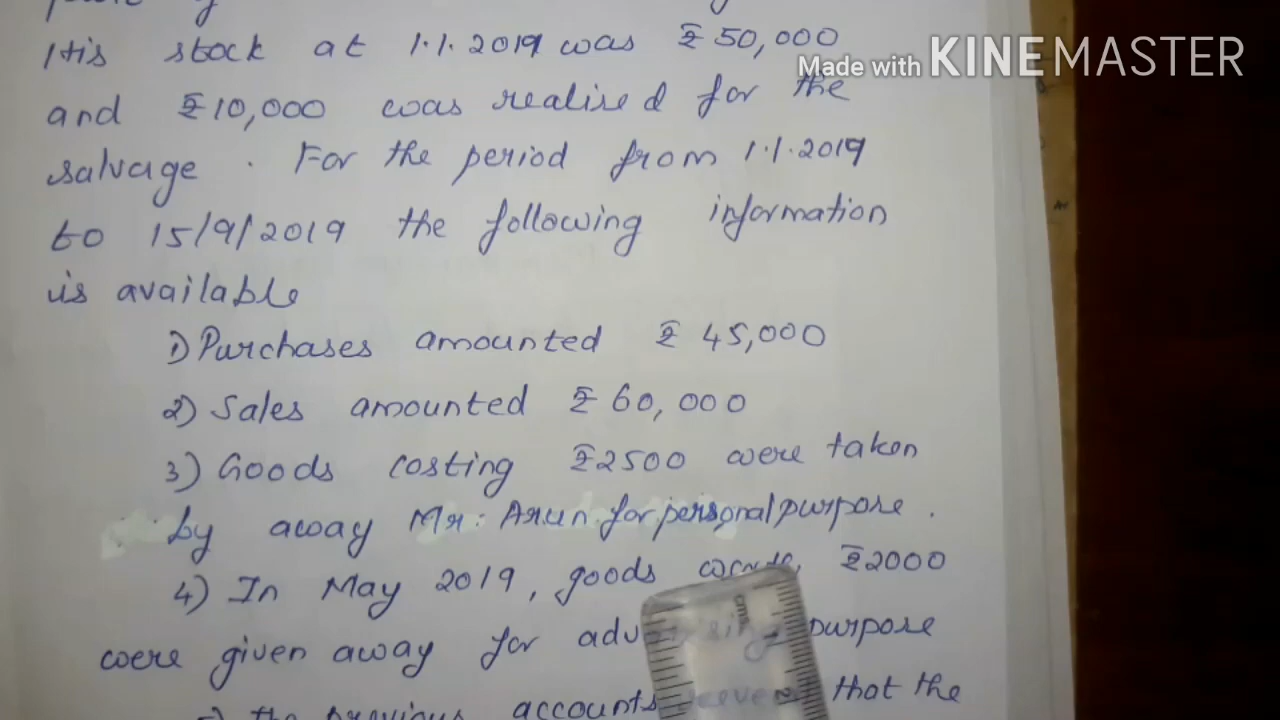 Made with KINEMASTER
His stock at 1.1.2019 was ₹ 50,000
and ₹10,000 was realised for the
salvage. For the period from 1.1.2019
to 15/9/2019 the following information
is available
1) Purchases amounted ₹ 45,000
2) Sales amounted ₹ 60,000
3) Goods costing ₹2500 were taken
by away Mr. Arun for personal purpose.
4) In May 2019, goods ₹2000
were given away for purpose
5) the previous accounts that the